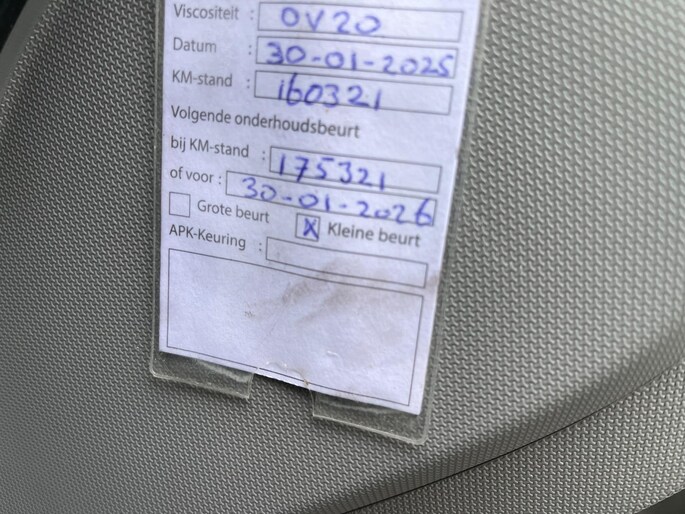 Viscositeit : 0V20
Datum : 30-01-2025
KM-stand : 160321
Volgende onderhoudsbeurt
bij KM-stand : 175321
of voor : 30-01-2026
Grote beurt X Kleine beurt
APK-Keuring :